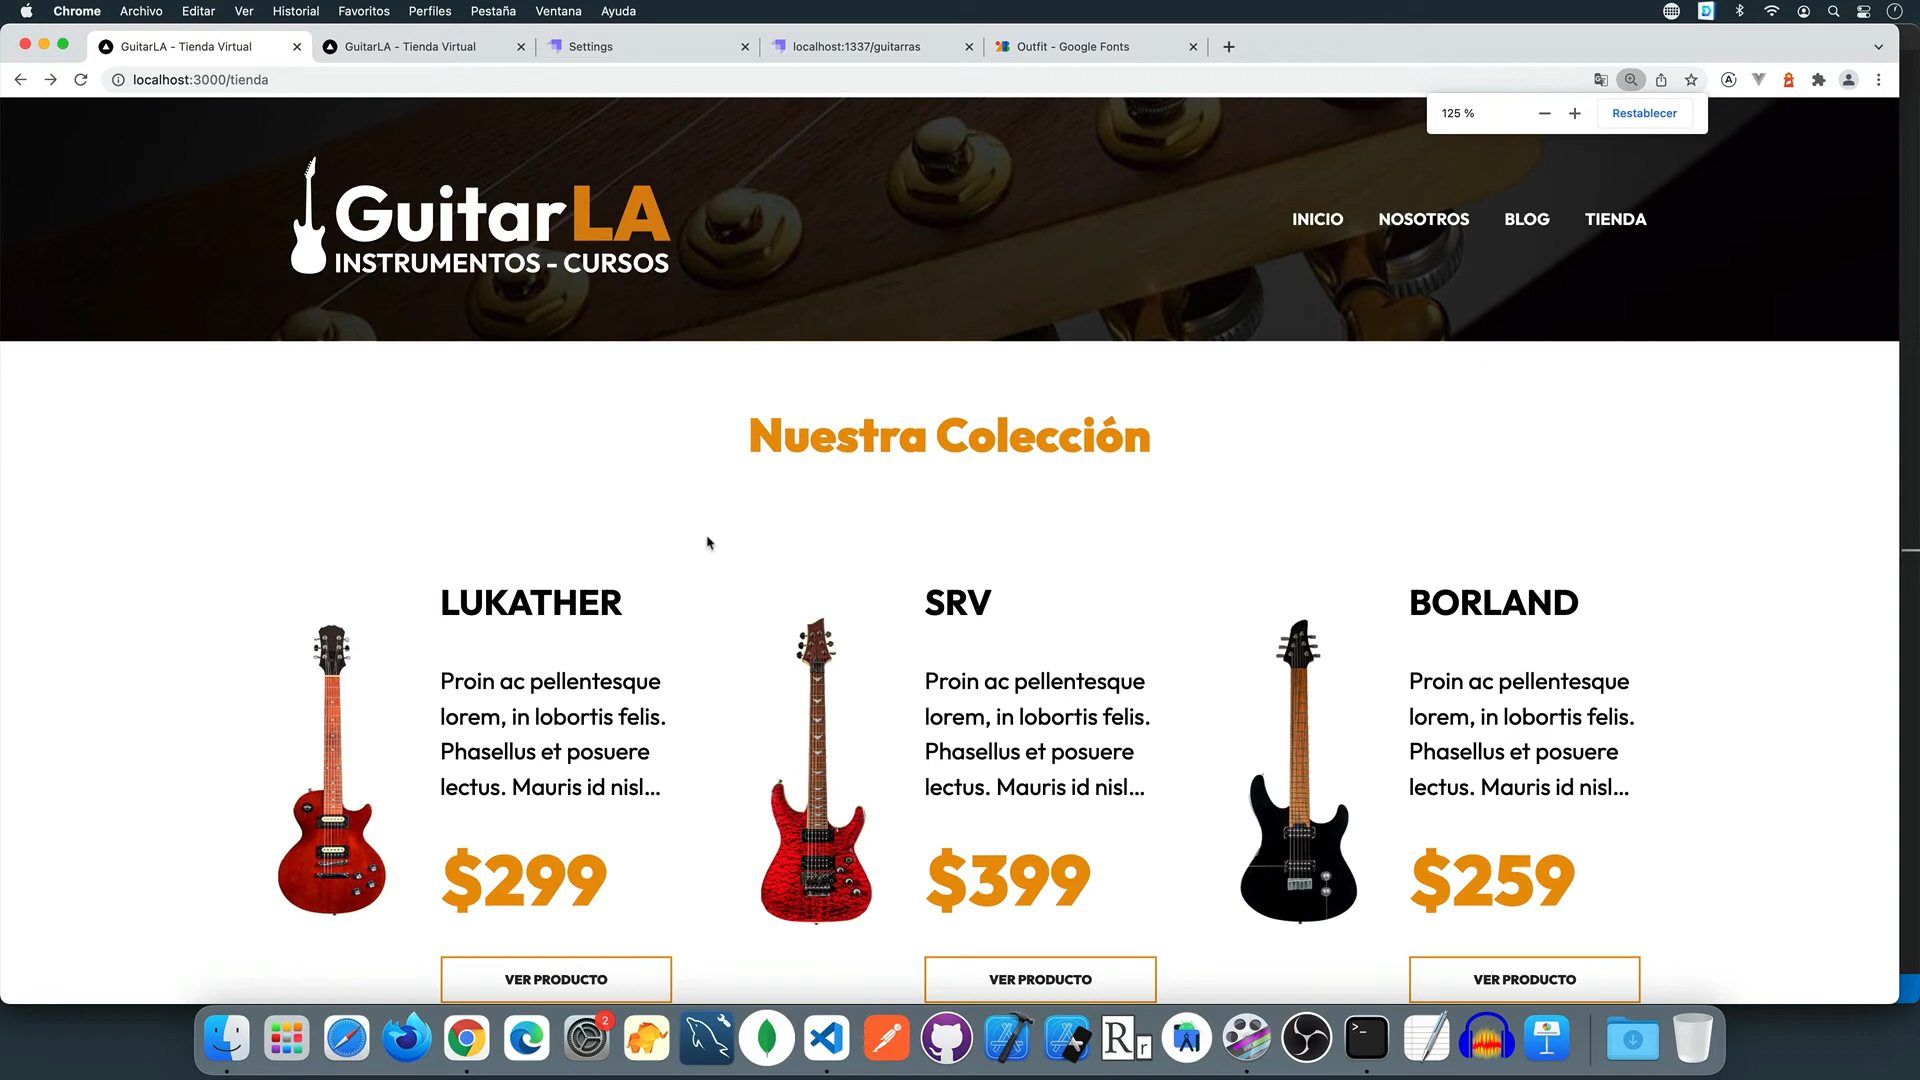 Chrome Archivo Editar Ver Historial Favoritos Perfiles Pestaña Ventana Ayuda
GuitarLA - Tienda Virtual
GuitarLA - Tienda Virtual
Settings
localhost:1337/guitarras
Outfit - Google Fonts
localhost:3000/tienda
125 %
Restablecer
GuitarLA
INSTRUMENTOS - CURSOS
INICIO NOSOTROS BLOG TIENDA
Nuestra Colección
LUKATHER
Proin ac pellentesque
lorem, in lobortis felis.
Phasellus et posuere
lectus. Mauris id nisl...
$299
VER PRODUCTO
SRV
Proin ac pellentesque
lorem, in lobortis felis.
Phasellus et posuere
lectus. Mauris id nisl...
$399
VER PRODUCTO
BORLAND
Proin ac pellentesque
lorem, in lobortis felis.
Phasellus et posuere
lectus. Mauris id nisl...
$259
VER PRODUCTO
2
Rr